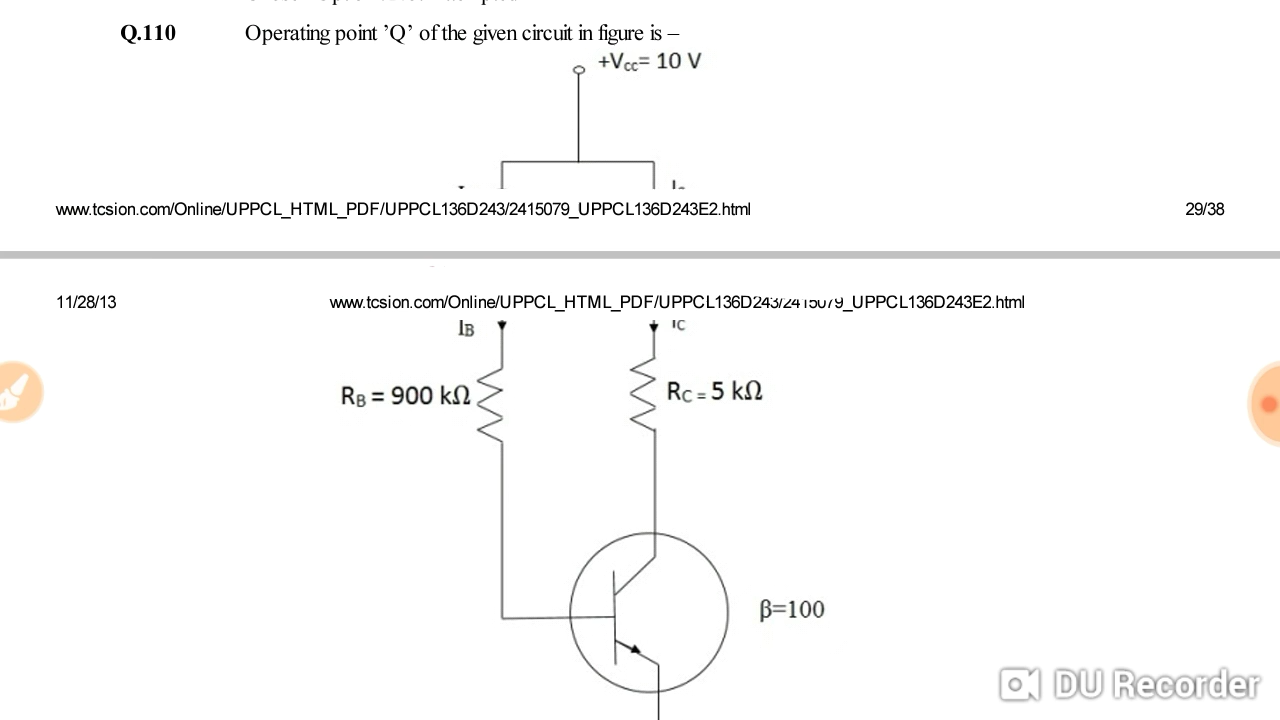 Q.110 Operating point ’Q’ of the given circuit in figure is –
+Vcc= 10 V
www.tcsion.com/Online/UPPCL_HTML_PDF/UPPCL136D243/2415079_UPPCL136D243E2.html 29/38
11/28/13 www.tcsion.com/Online/UPPCL_HTML_PDF/UPPCL136D243/2415079_UPPCL136D243E2.html
IB IC
RB = 900 kΩ RC = 5 kΩ
β=100
DU Recorder